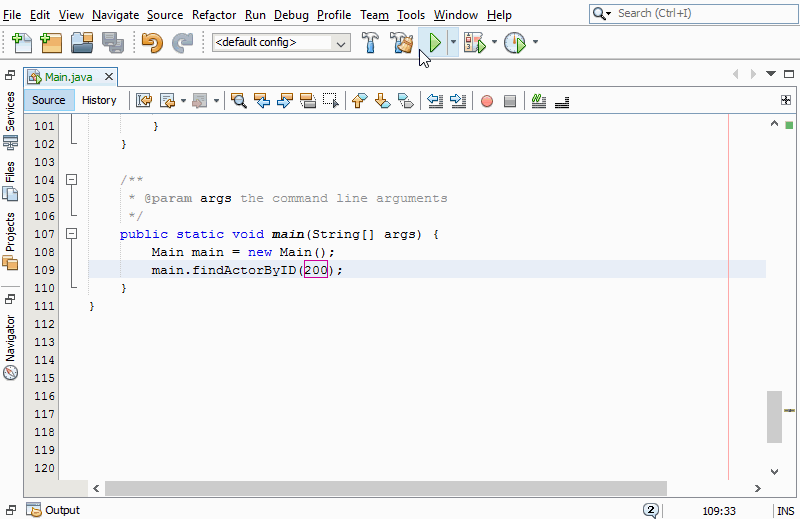 File Edit View Navigate Source Refactor Run Debug Profile Team Tools Window Help Search (Ctrl+I)
<default config>
Main.java
Source History
Services
Files
Projects
Navigator
101 }
102 }
103
104 /**
105 * @param args the command line arguments
106 */
107 public static void main(String[] args) {
108 Main main = new Main();
109 main.findActorByID(200);
110 }
111 }
112
113
114
115
116
117
118
119
120
Output 2 109:33 INS